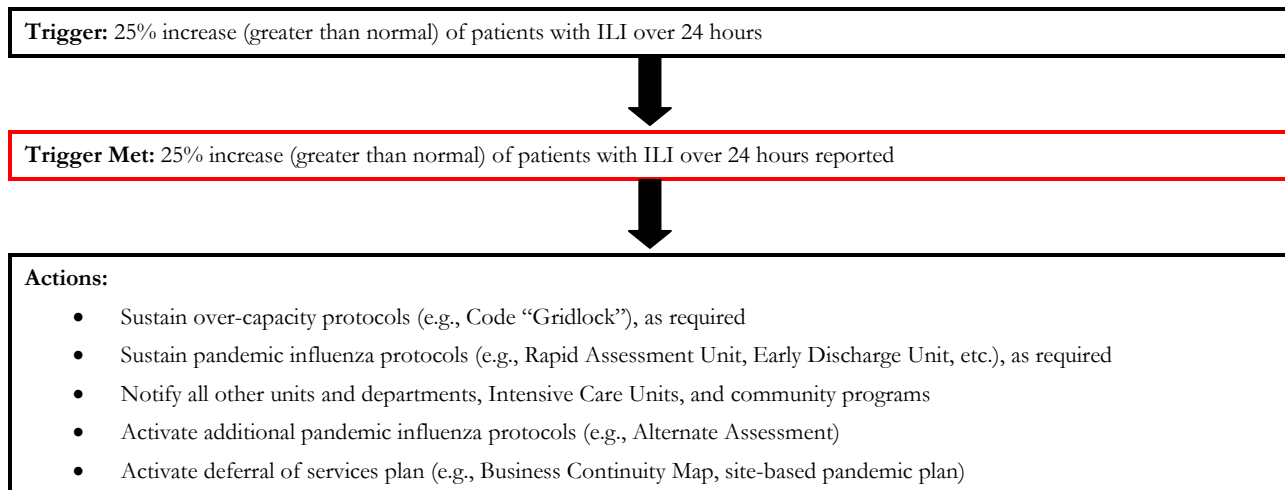 Trigger: 25% increase (greater than normal) of patients with ILI over 24 hours
Trigger Met: 25% increase (greater than normal) of patients with ILI over 24 hours reported
Actions:
• Sustain over-capacity protocols (e.g., Code “Gridlock”), as required
• Sustain pandemic influenza protocols (e.g., Rapid Assessment Unit, Early Discharge Unit, etc.), as required
• Notify all other units and departments, Intensive Care Units, and community programs
• Activate additional pandemic influenza protocols (e.g., Alternate Assessment)
• Activate deferral of services plan (e.g., Business Continuity Map, site-based pandemic plan)